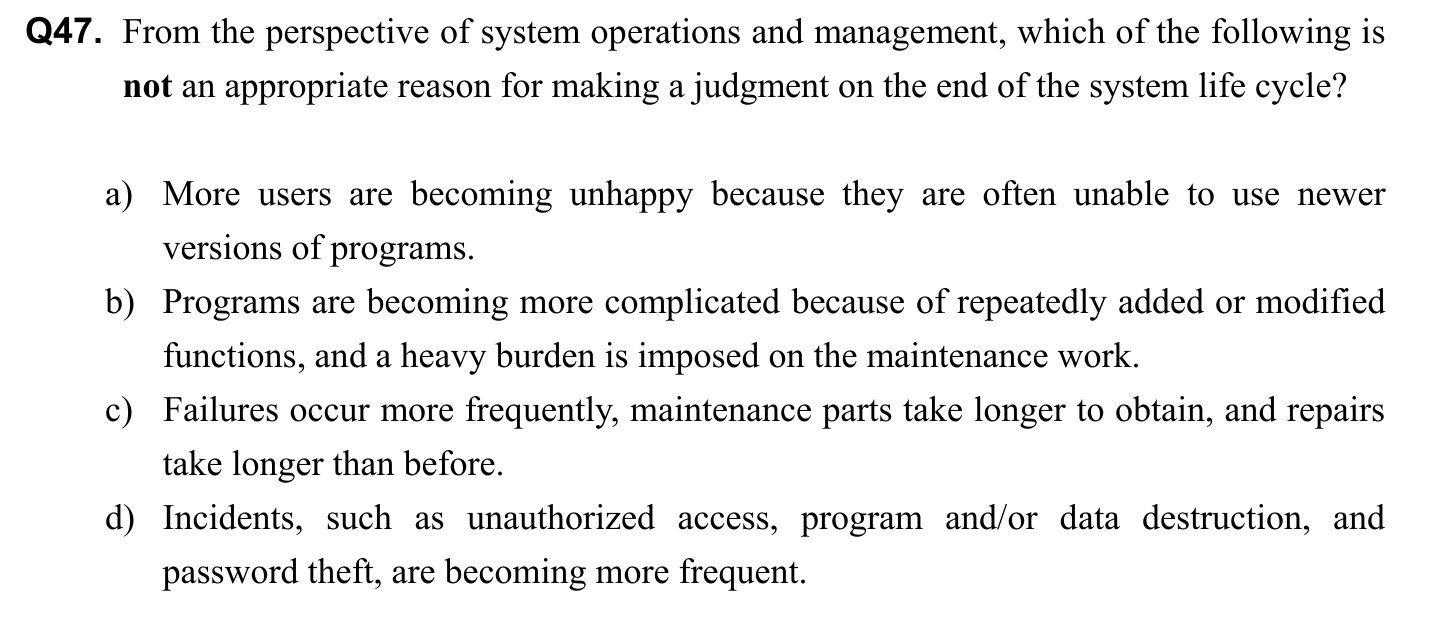 Q47. From the perspective of system operations and management, which of the following is
not an appropriate reason for making a judgment on the end of the system life cycle?
a) More users are becoming unhappy because they are often unable to use newer
versions of programs.
b) Programs are becoming more complicated because of repeatedly added or modified
functions, and a heavy burden is imposed on the maintenance work.
c) Failures occur more frequently, maintenance parts take longer to obtain, and repairs
take longer than before.
d) Incidents, such as unauthorized access, program and/or data destruction, and
password theft, are becoming more frequent.